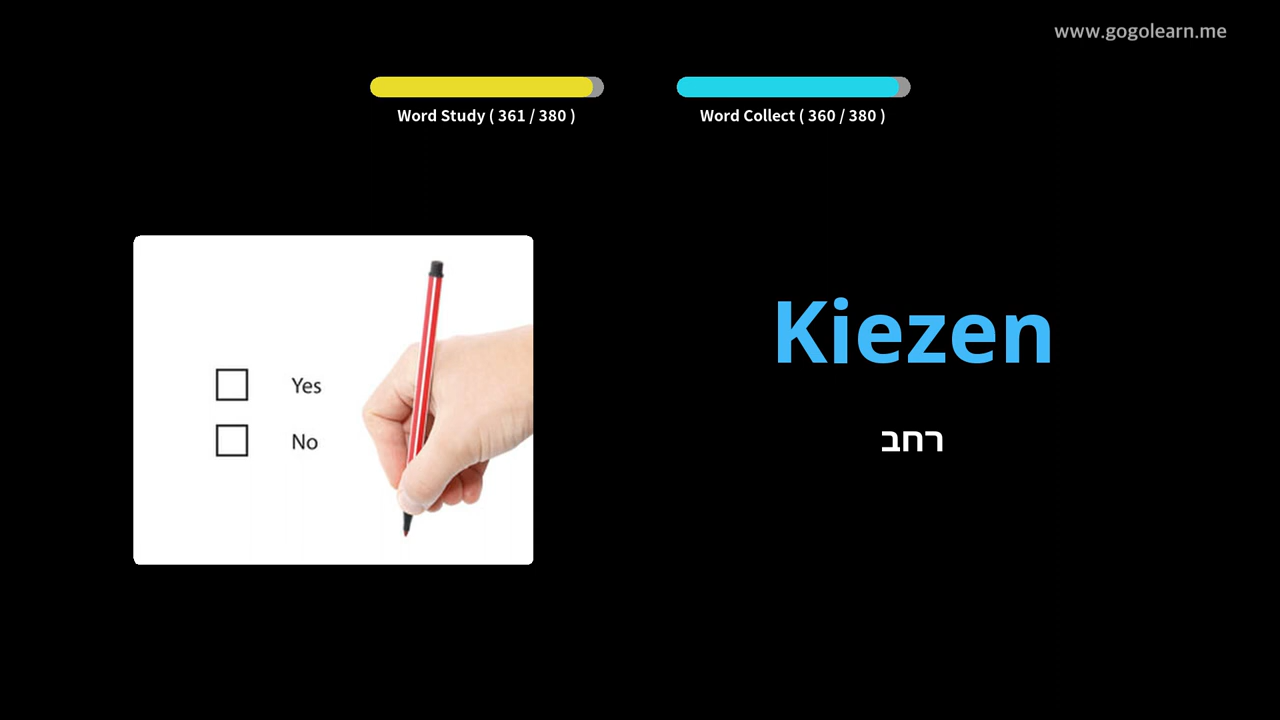 www.gogolearn.me
Word Study ( 361 / 380 )
Word Collect ( 360 / 380 )
Yes
No
Kiezen
רחב